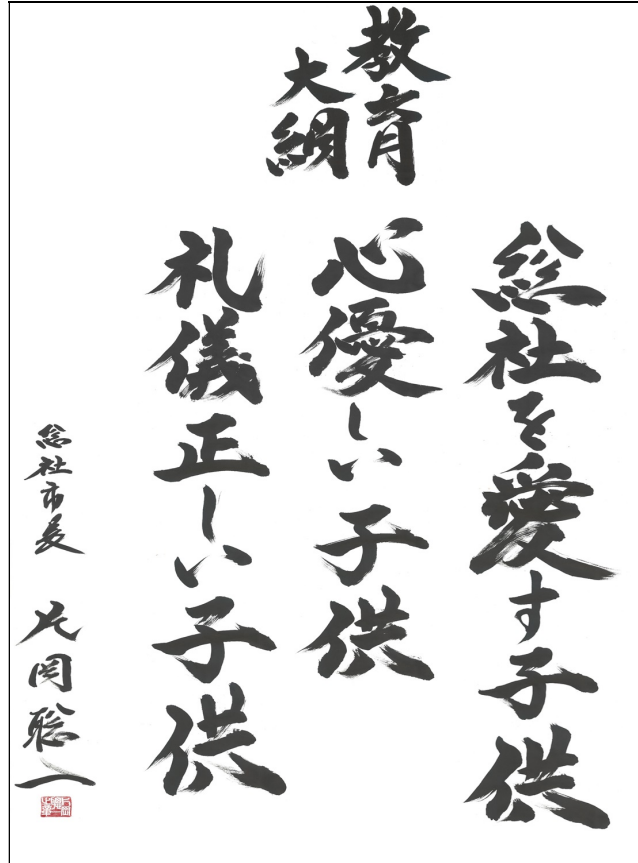 教育
大綱
総社を愛す子供
心優しい子供
礼儀正しい子供
総社市長 片岡聡一